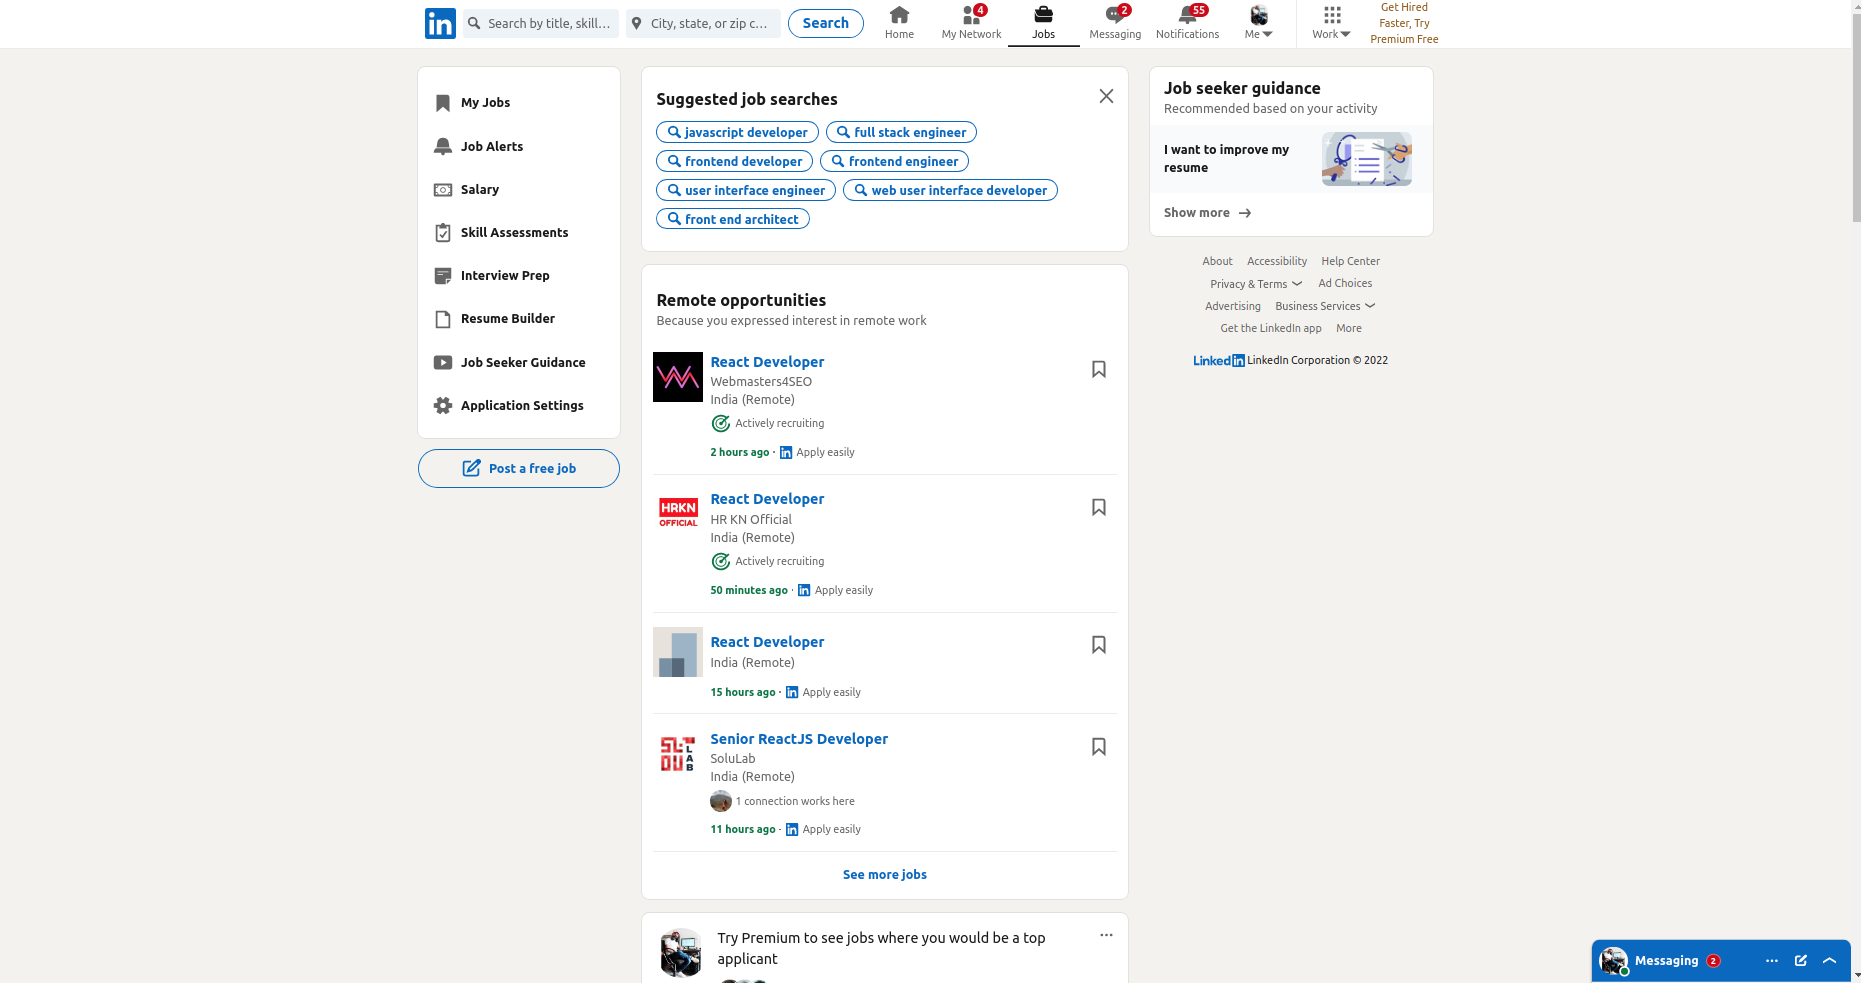 in
Search by title, skill...
City, state, or zip c...
Search
Home
4
My Network
Jobs
2
Messaging
55
Notifications
Me
Work
Get Hired
Faster, Try
Premium Free
My Jobs
Job Alerts
Salary
Skill Assessments
Interview Prep
Resume Builder
Job Seeker Guidance
Application Settings
Post a free job
Suggested job searches
javascript developer
full stack engineer
frontend developer
frontend engineer
user interface engineer
web user interface developer
front end architect
Remote opportunities
Because you expressed interest in remote work
React Developer
Webmasters4SEO
India (Remote)
Actively recruiting
2 hours ago · in Apply easily
HRKN
OFFICIAL
React Developer
HR KN Official
India (Remote)
Actively recruiting
50 minutes ago · in Apply easily
React Developer
India (Remote)
15 hours ago · in Apply easily
Senior ReactJS Developer
SoluLab
India (Remote)
1 connection works here
11 hours ago · in Apply easily
See more jobs
Try Premium to see jobs where you would be a top
applicant
Job seeker guidance
Recommended based on your activity
I want to improve my
resume
Show more
About Accessibility Help Center
Privacy & Terms Ad Choices
Advertising Business Services
Get the LinkedIn app More
LinkedIn LinkedIn Corporation © 2022
Messaging 2